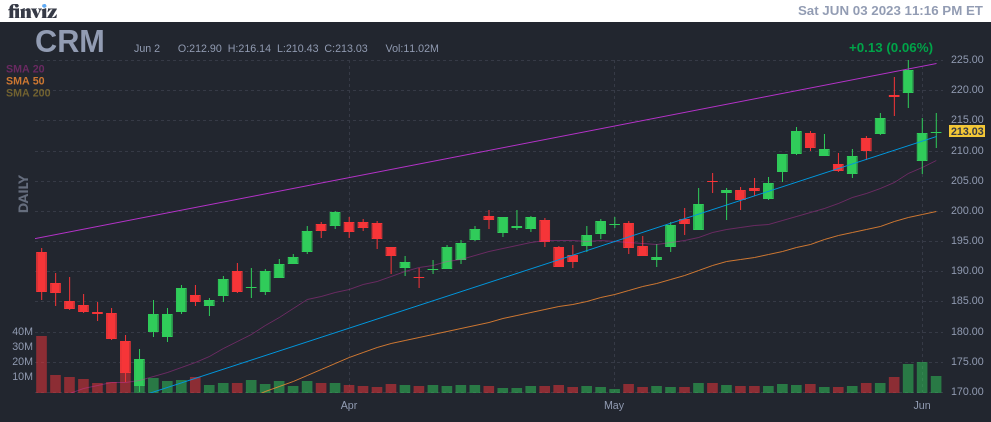 finviz
Sat JUN 03 2023 11:16 PM ET
CRM
Jun 2 O:212.90 H:216.14 L:210.43 C:213.03 Vol:11.02M
+0.13 (0.06%)
SMA 20
SMA 50
SMA 200
DAILY
225.00
220.00
215.00
213.03
210.00
205.00
200.00
195.00
190.00
185.00
180.00
175.00
170.00
40M
30M
20M
10M
Apr
May
Jun